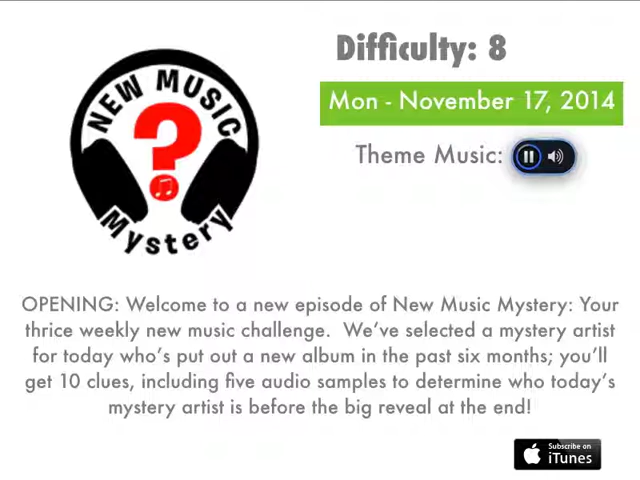 Difficulty: 8
NEW MUSIC
Mystery
Mon - November 17, 2014
Theme Music:
OPENING: Welcome to a new episode of New Music Mystery: Your
thrice weekly new music challenge.  We've selected a mystery artist
for today who's put out a new album in the past six months; you'll
get 10 clues, including five audio samples to determine who today's
mystery artist is before the big reveal at the end!
Subscribe on
iTunes